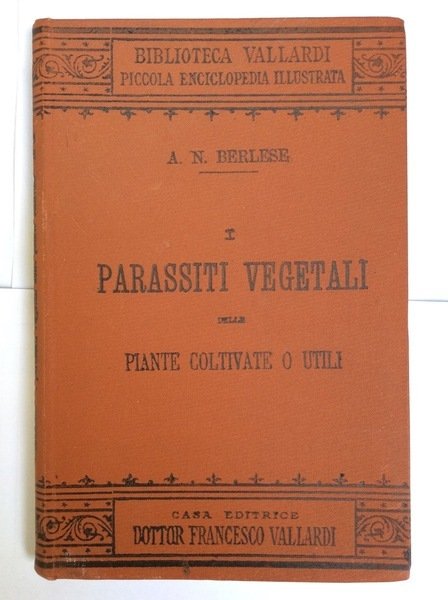 BIBLIOTECA VALLARDI
PICCOLA ENCICLOPEDIA ILLUSTRATA
A. N. BERLESE
I
PARASSITI VEGETALI
DELLE
PIANTE COLTIVATE O UTILI
CASA EDITRICE
DOTTOR FRANCESCO VALLARDI